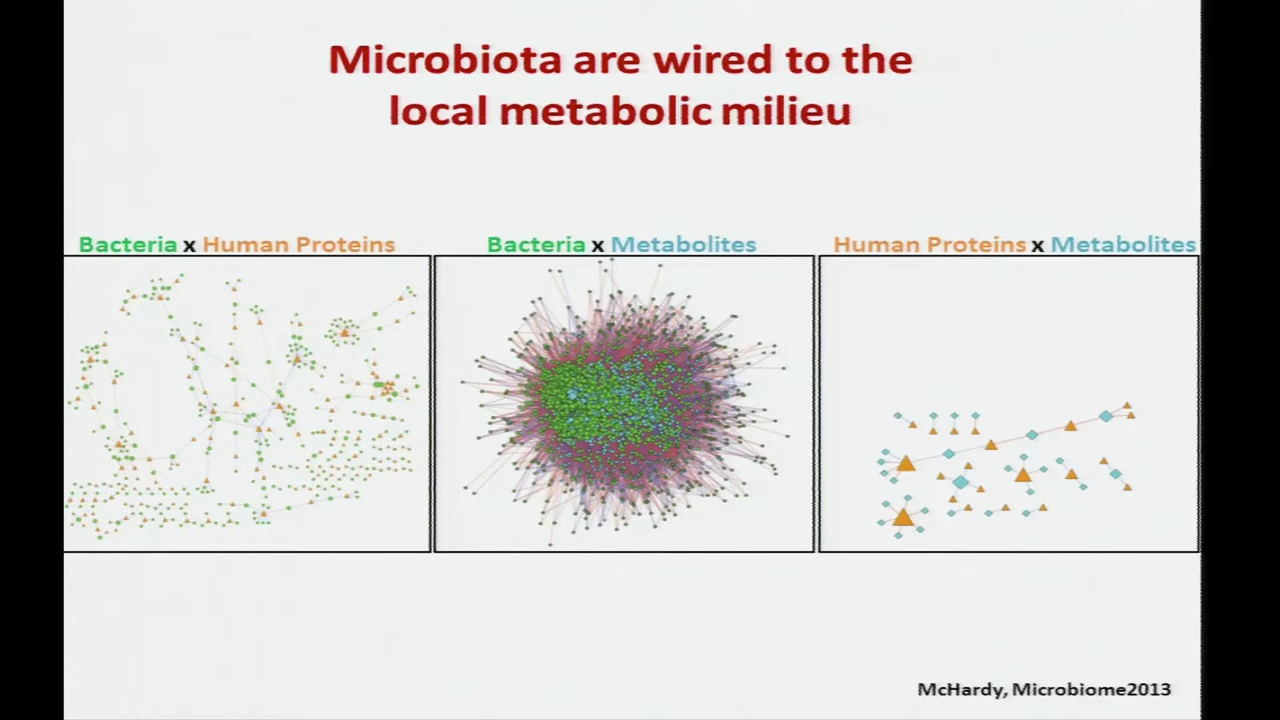 Microbiota are wired to the
local metabolic milieu
Bacteria x Human Proteins
Bacteria x Metabolites
Human Proteins x Metabolites
McHardy, Microbiome2013